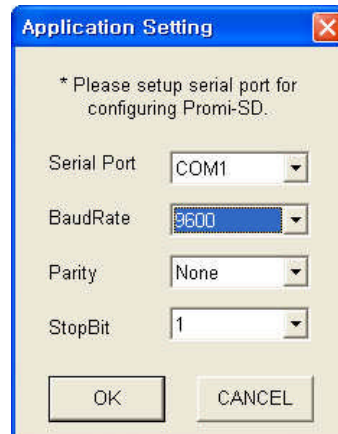 Application Setting
* Please setup serial port for
configuring Promi-SD.
Serial Port COM1
BaudRate 9600
Parity None
StopBit 1
OK CANCEL